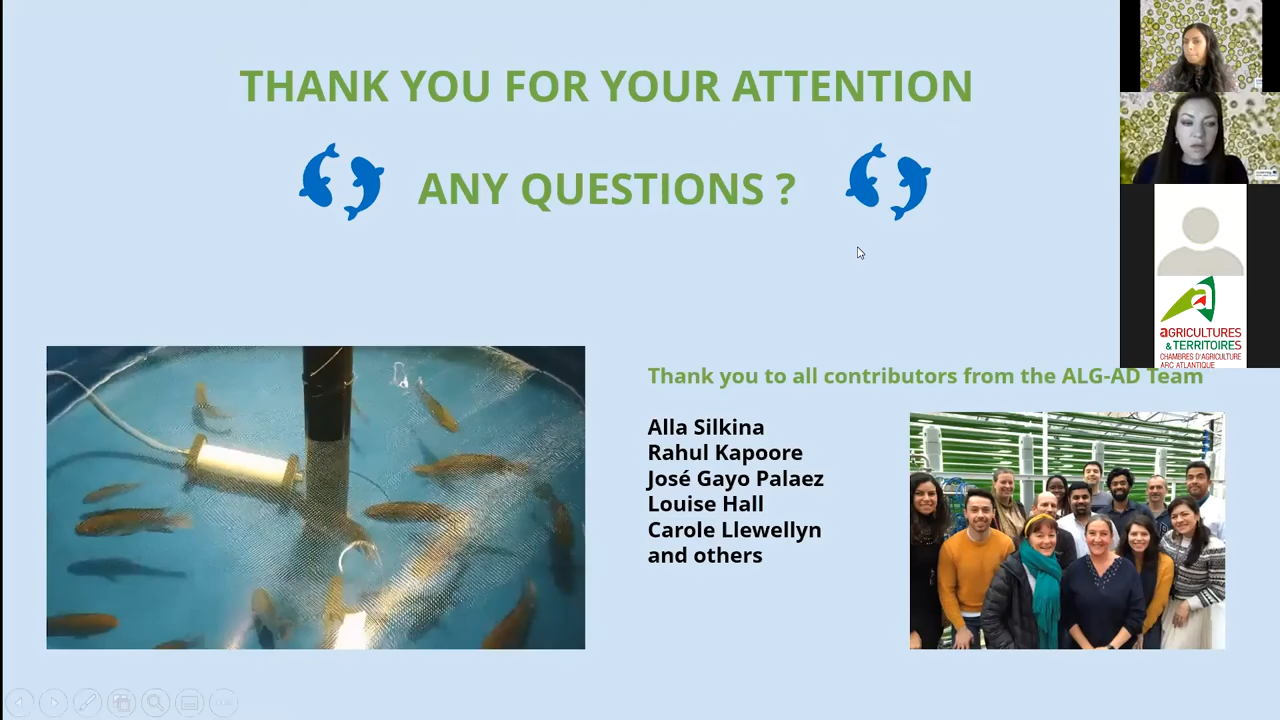 THANK YOU FOR YOUR ATTENTION
ANY QUESTIONS ?
Thank you to all contributors from the ALG-AD Team
Alla Silkina
Rahul Kapoore
José Gayo Palaez
Louise Hall
Carole Llewellyn
and others
aGRICULTURES
& TERRITOIRES
CHAMBRES D'AGRICULTURE
ARC ATLANTIQUE